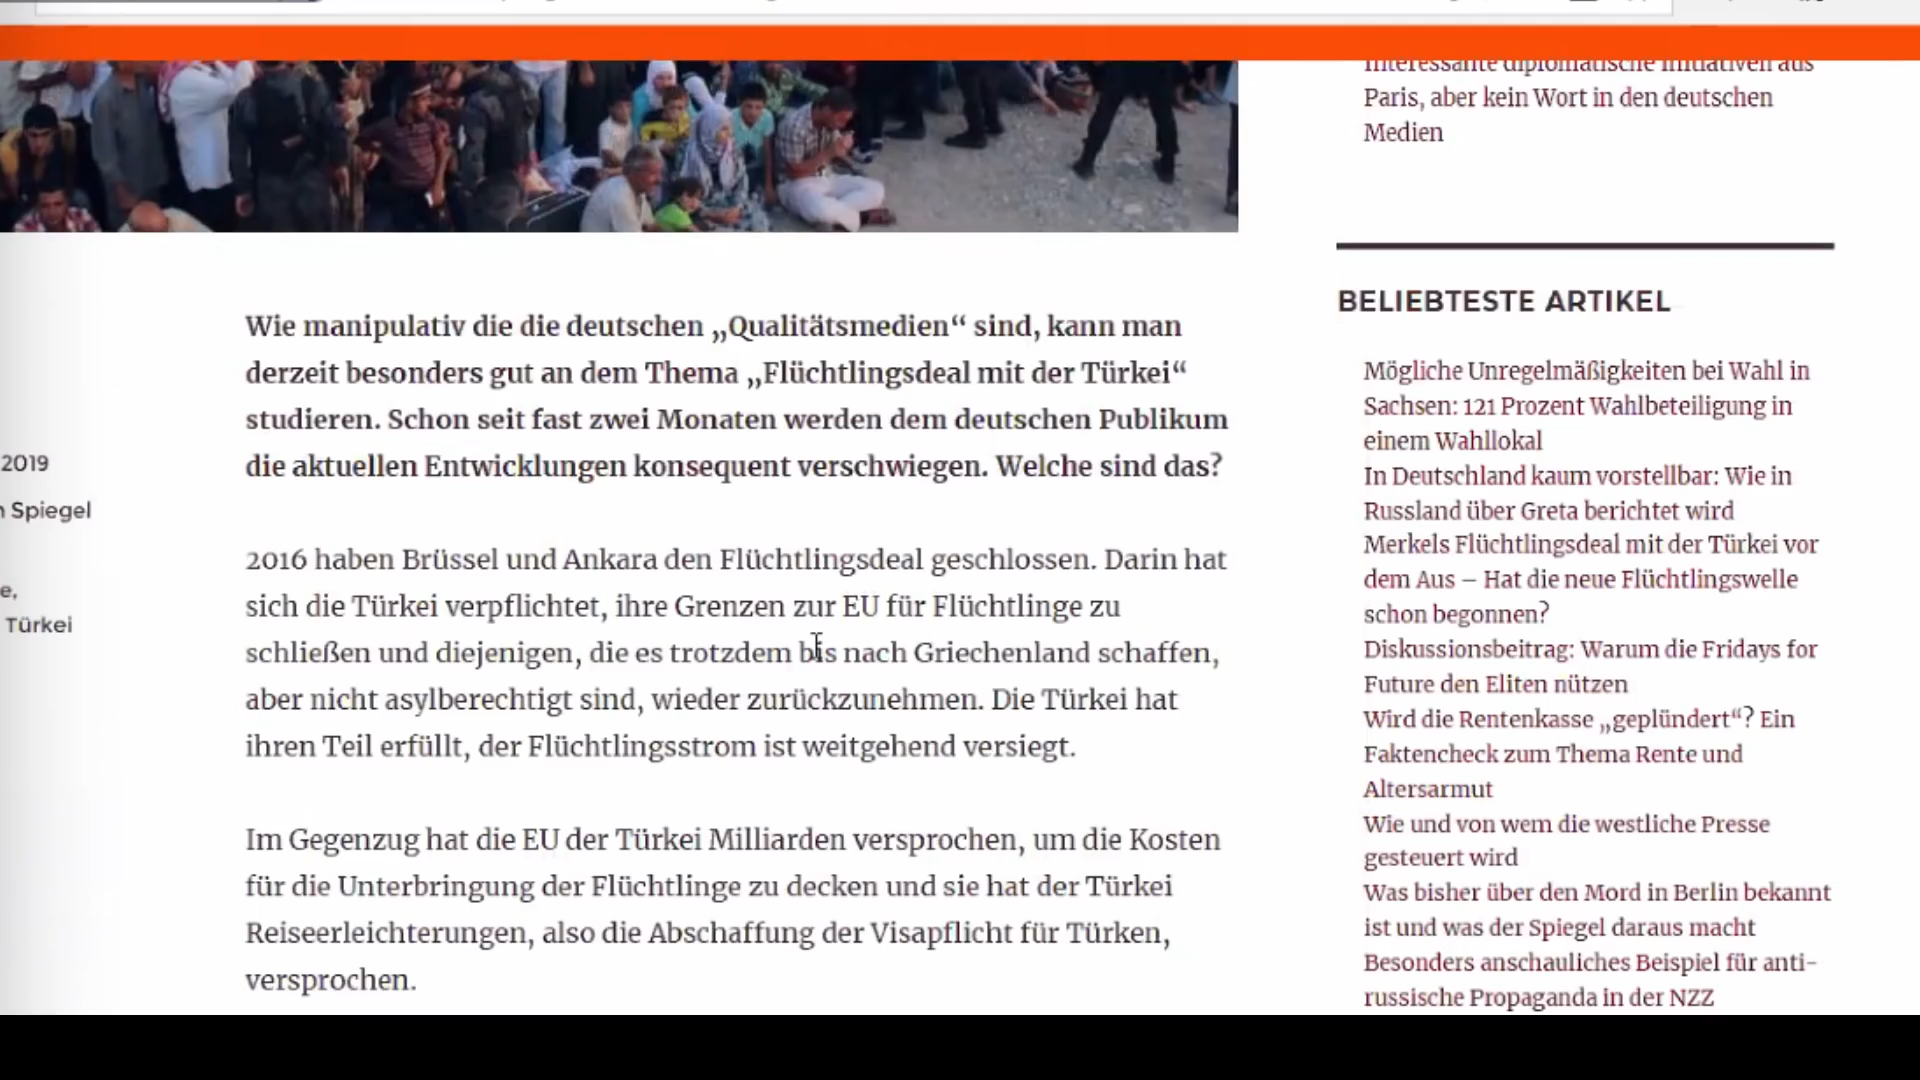 2019
Spiegel
e,
Türkei
Wie manipulativ die die deutschen „Qualitätsmedien“ sind, kann man
derzeit besonders gut an dem Thema „Flüchtlingsdeal mit der Türkei“
studieren. Schon seit fast zwei Monaten werden dem deutschen Publikum
die aktuellen Entwicklungen konsequent verschwiegen. Welche sind das?
2016 haben Brüssel und Ankara den Flüchtlingsdeal geschlossen. Darin hat
sich die Türkei verpflichtet, ihre Grenzen zur EU für Flüchtlinge zu
schließen und diejenigen, die es trotzdem bis nach Griechenland schaffen,
aber nicht asylberechtigt sind, wieder zurückzunehmen. Die Türkei hat
ihren Teil erfüllt, der Flüchtlingsstrom ist weitgehend versiegt.
Im Gegenzug hat die EU der Türkei Milliarden versprochen, um die Kosten
für die Unterbringung der Flüchtlinge zu decken und sie hat der Türkei
Reiseerleichterungen, also die Abschaffung der Visapflicht für Türken,
versprochen.
Interessante diplomatische Initiativen aus
Paris, aber kein Wort in den deutschen
Medien
BELIEBTESTE ARTIKEL
Mögliche Unregelmäßigkeiten bei Wahl in
Sachsen: 121 Prozent Wahlbeteiligung in
einem Wahllokal
In Deutschland kaum vorstellbar: Wie in
Russland über Greta berichtet wird
Merkels Flüchtlingsdeal mit der Türkei vor
dem Aus – Hat die neue Flüchtlingswelle
schon begonnen?
Diskussionsbeitrag: Warum die Fridays for
Future den Eliten nützen
Wird die Rentenkasse „geplündert“? Ein
Faktencheck zum Thema Rente und
Altersarmut
Wie und von wem die westliche Presse
gesteuert wird
Was bisher über den Mord in Berlin bekannt
ist und was der Spiegel daraus macht
Besonders anschauliches Beispiel für anti-
russische Propaganda in der NZZ